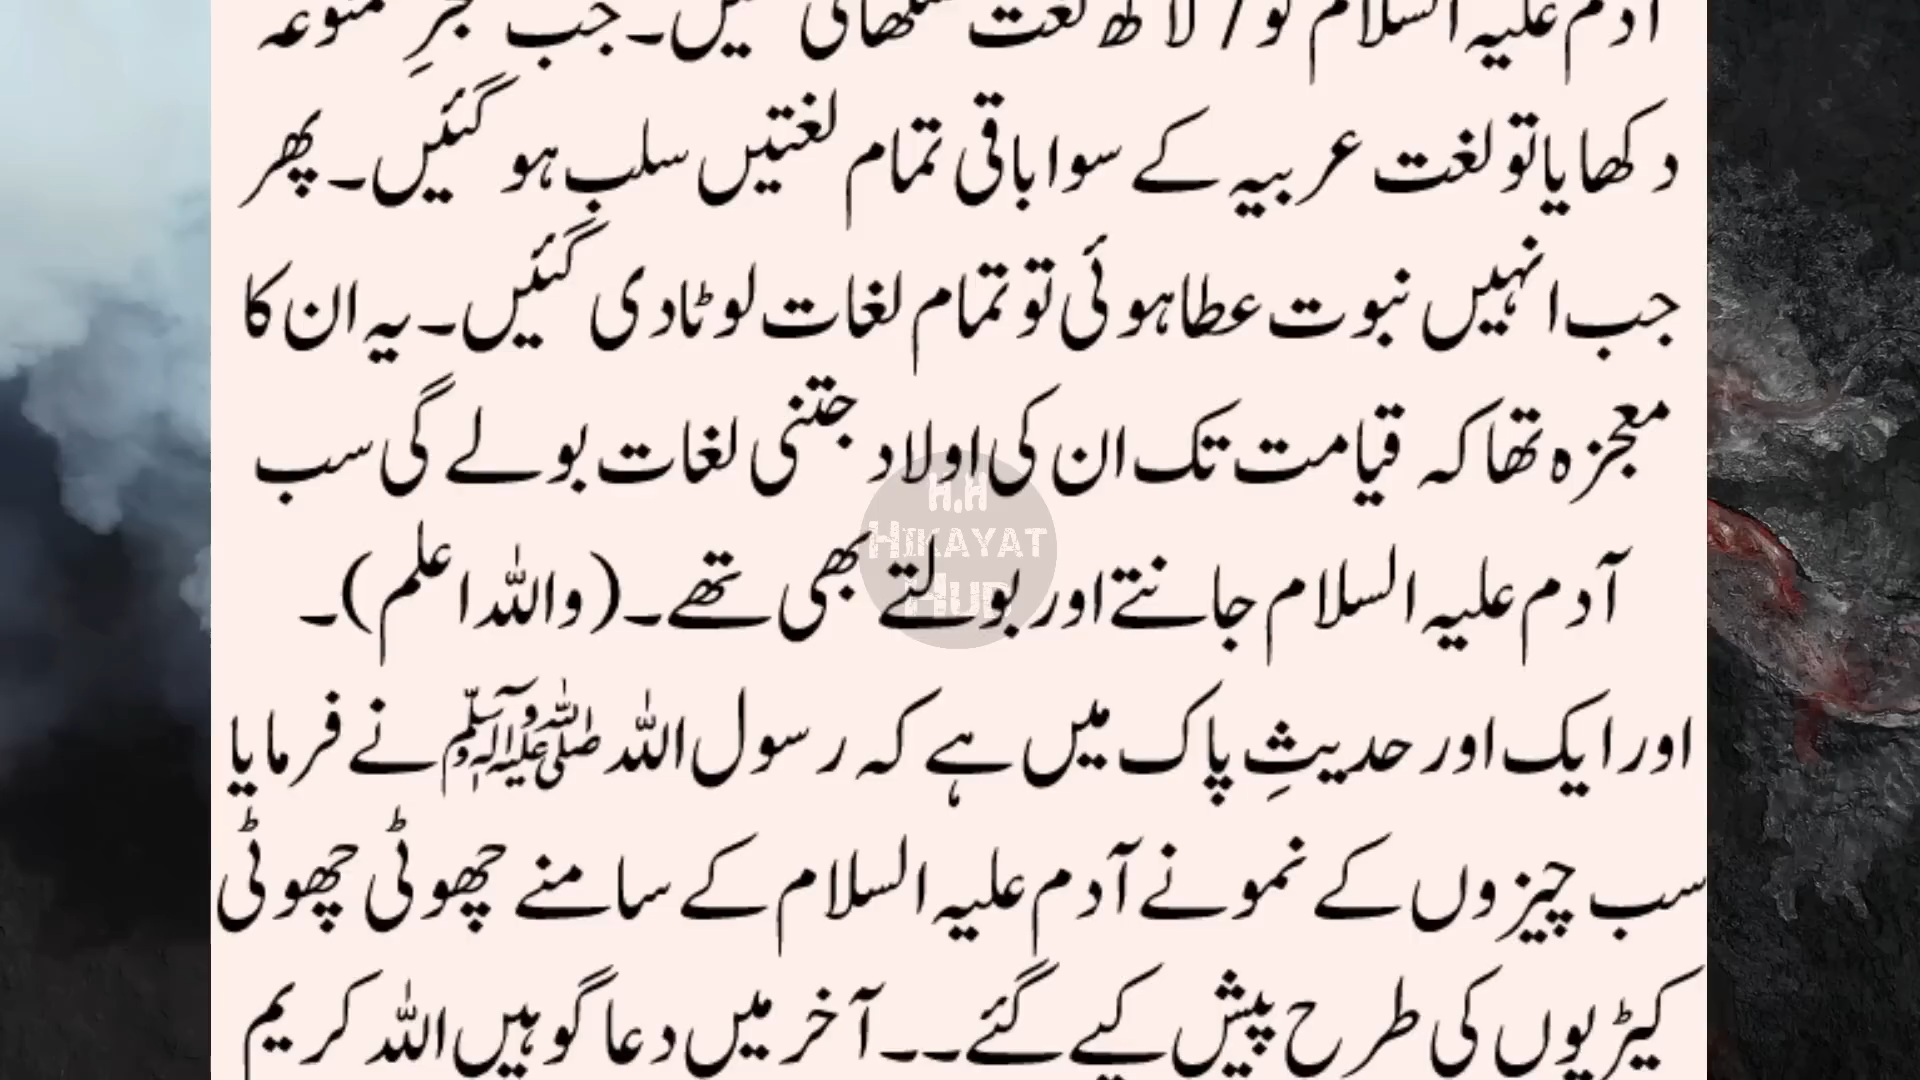 آدم علیہ السلام کو / لاکھ لغت سکھائی گئیں۔ جب شجرِ ممنوعہ
دکھایا تو لغت عربیہ کے سوا باقی تمام لغتیں سلب ہو گئیں۔ پھر
جب انہیں نبوت عطا ہوئی تو تمام لغات لوٹا دی گئیں۔ یہ ان کا
معجزہ تھا کہ قیامت تک ان کی اولاد جتنی لغات بولے گی سب
آدم علیہ السلام جانتے اور بولتے بھی تھے۔ (واللہ اعلم)۔
اور ایک اور حدیثِ پاک میں ہے کہ رسول اللہ ﷺ نے فرمایا
سب چیزوں کے نمونے آدم علیہ السلام کے سامنے چھوٹی چھوٹی
کیڑیوں کی طرح پیش کیے گئے۔۔ آخر میں دعا گو ہیں اللہ کریم
H.H
HIKAYAT
HUB